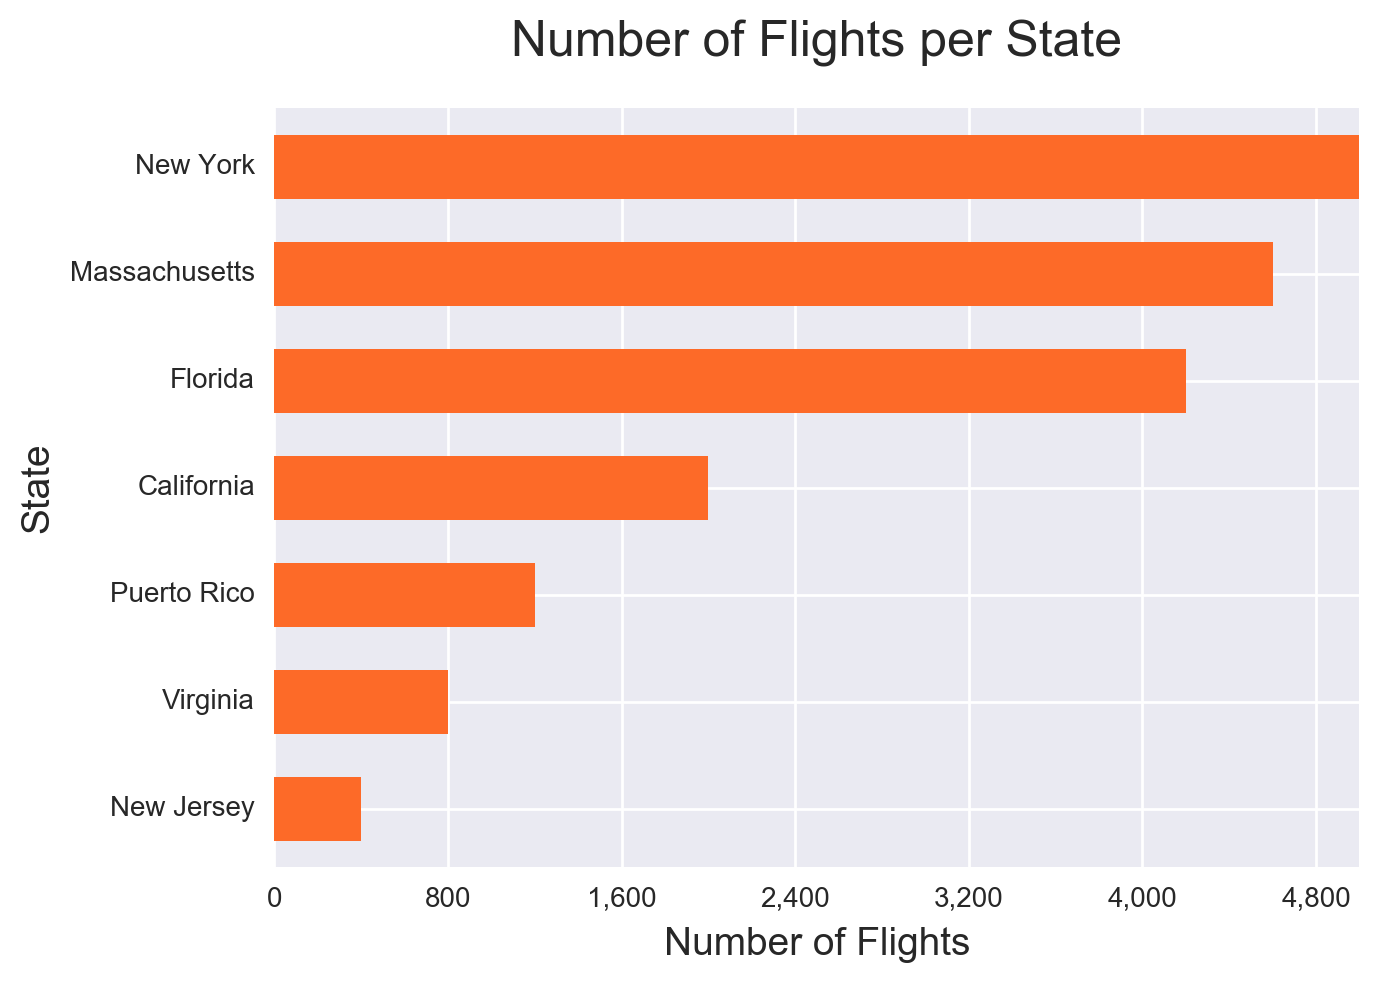 Number of Flights per State
New York
Massachusetts
Florida
California
Puerto Rico
Virginia
New Jersey
State
0 800 1,600 2,400 3,200 4,000 4,800
Number of Flights